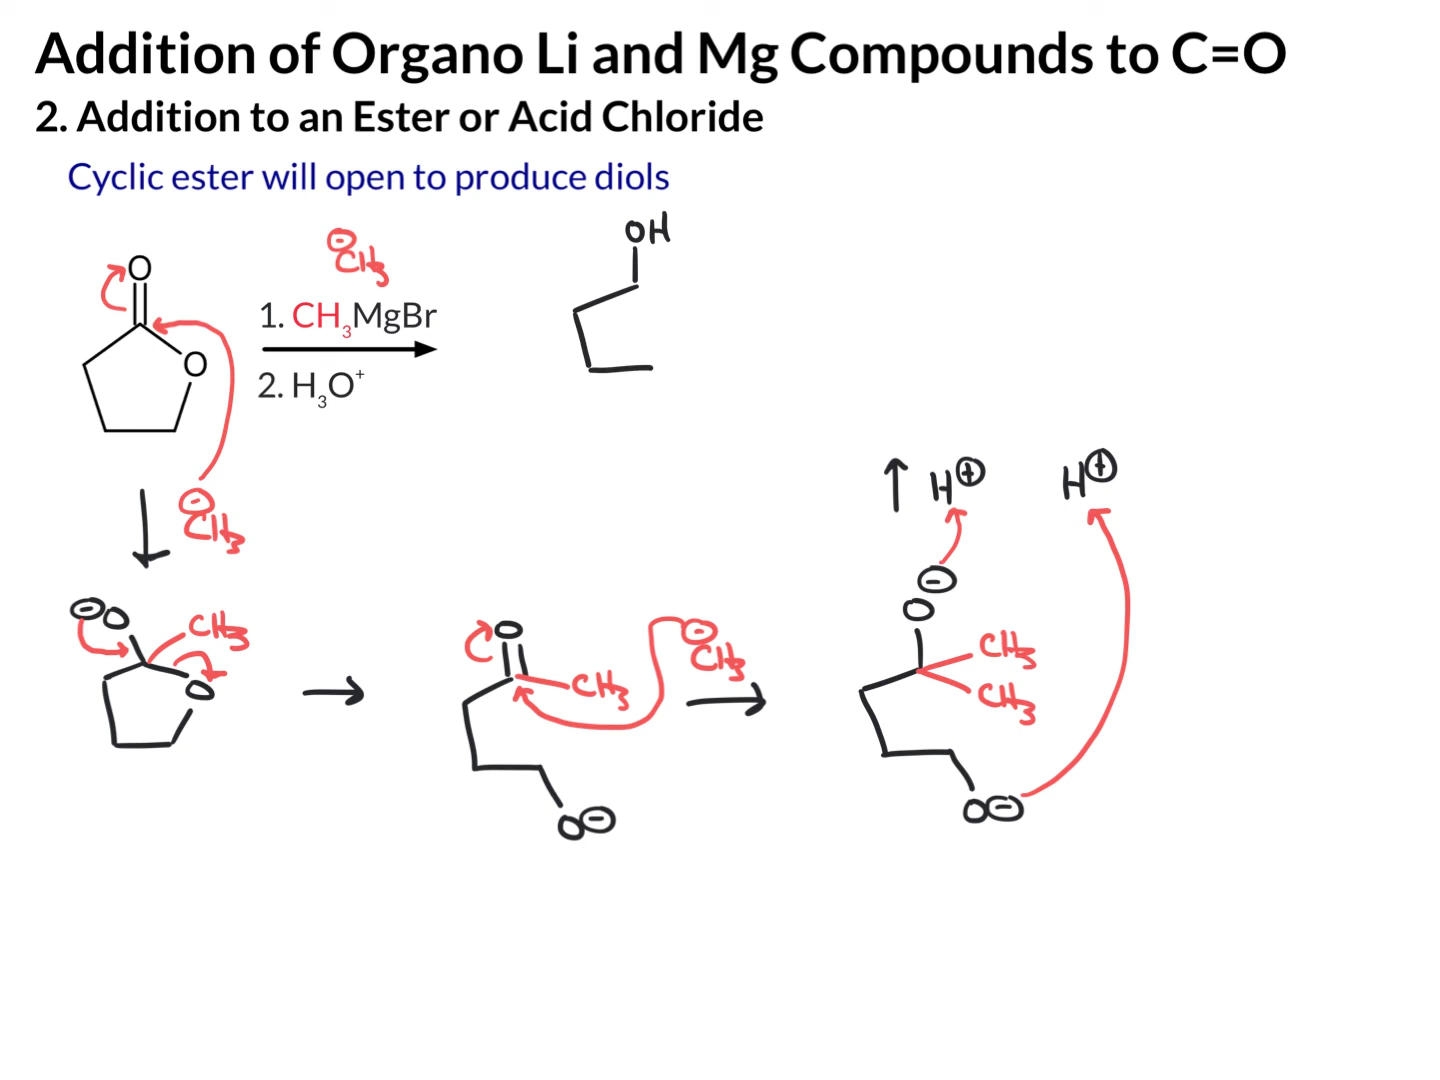 Addition of Organo Li and Mg Compounds to C=O
2. Addition to an Ester or Acid Chloride
Cyclic ester will open to produce diols
OH
⊖CH₃
O
1. CH₃MgBr
O
2. H₃O⁺
↑ H⊕ H⊕
⊖CH₃
⊖O CH₃
O
O CH₃
⊖CH₃
O⊖
O⊖
CH₃
CH₃
O⊖